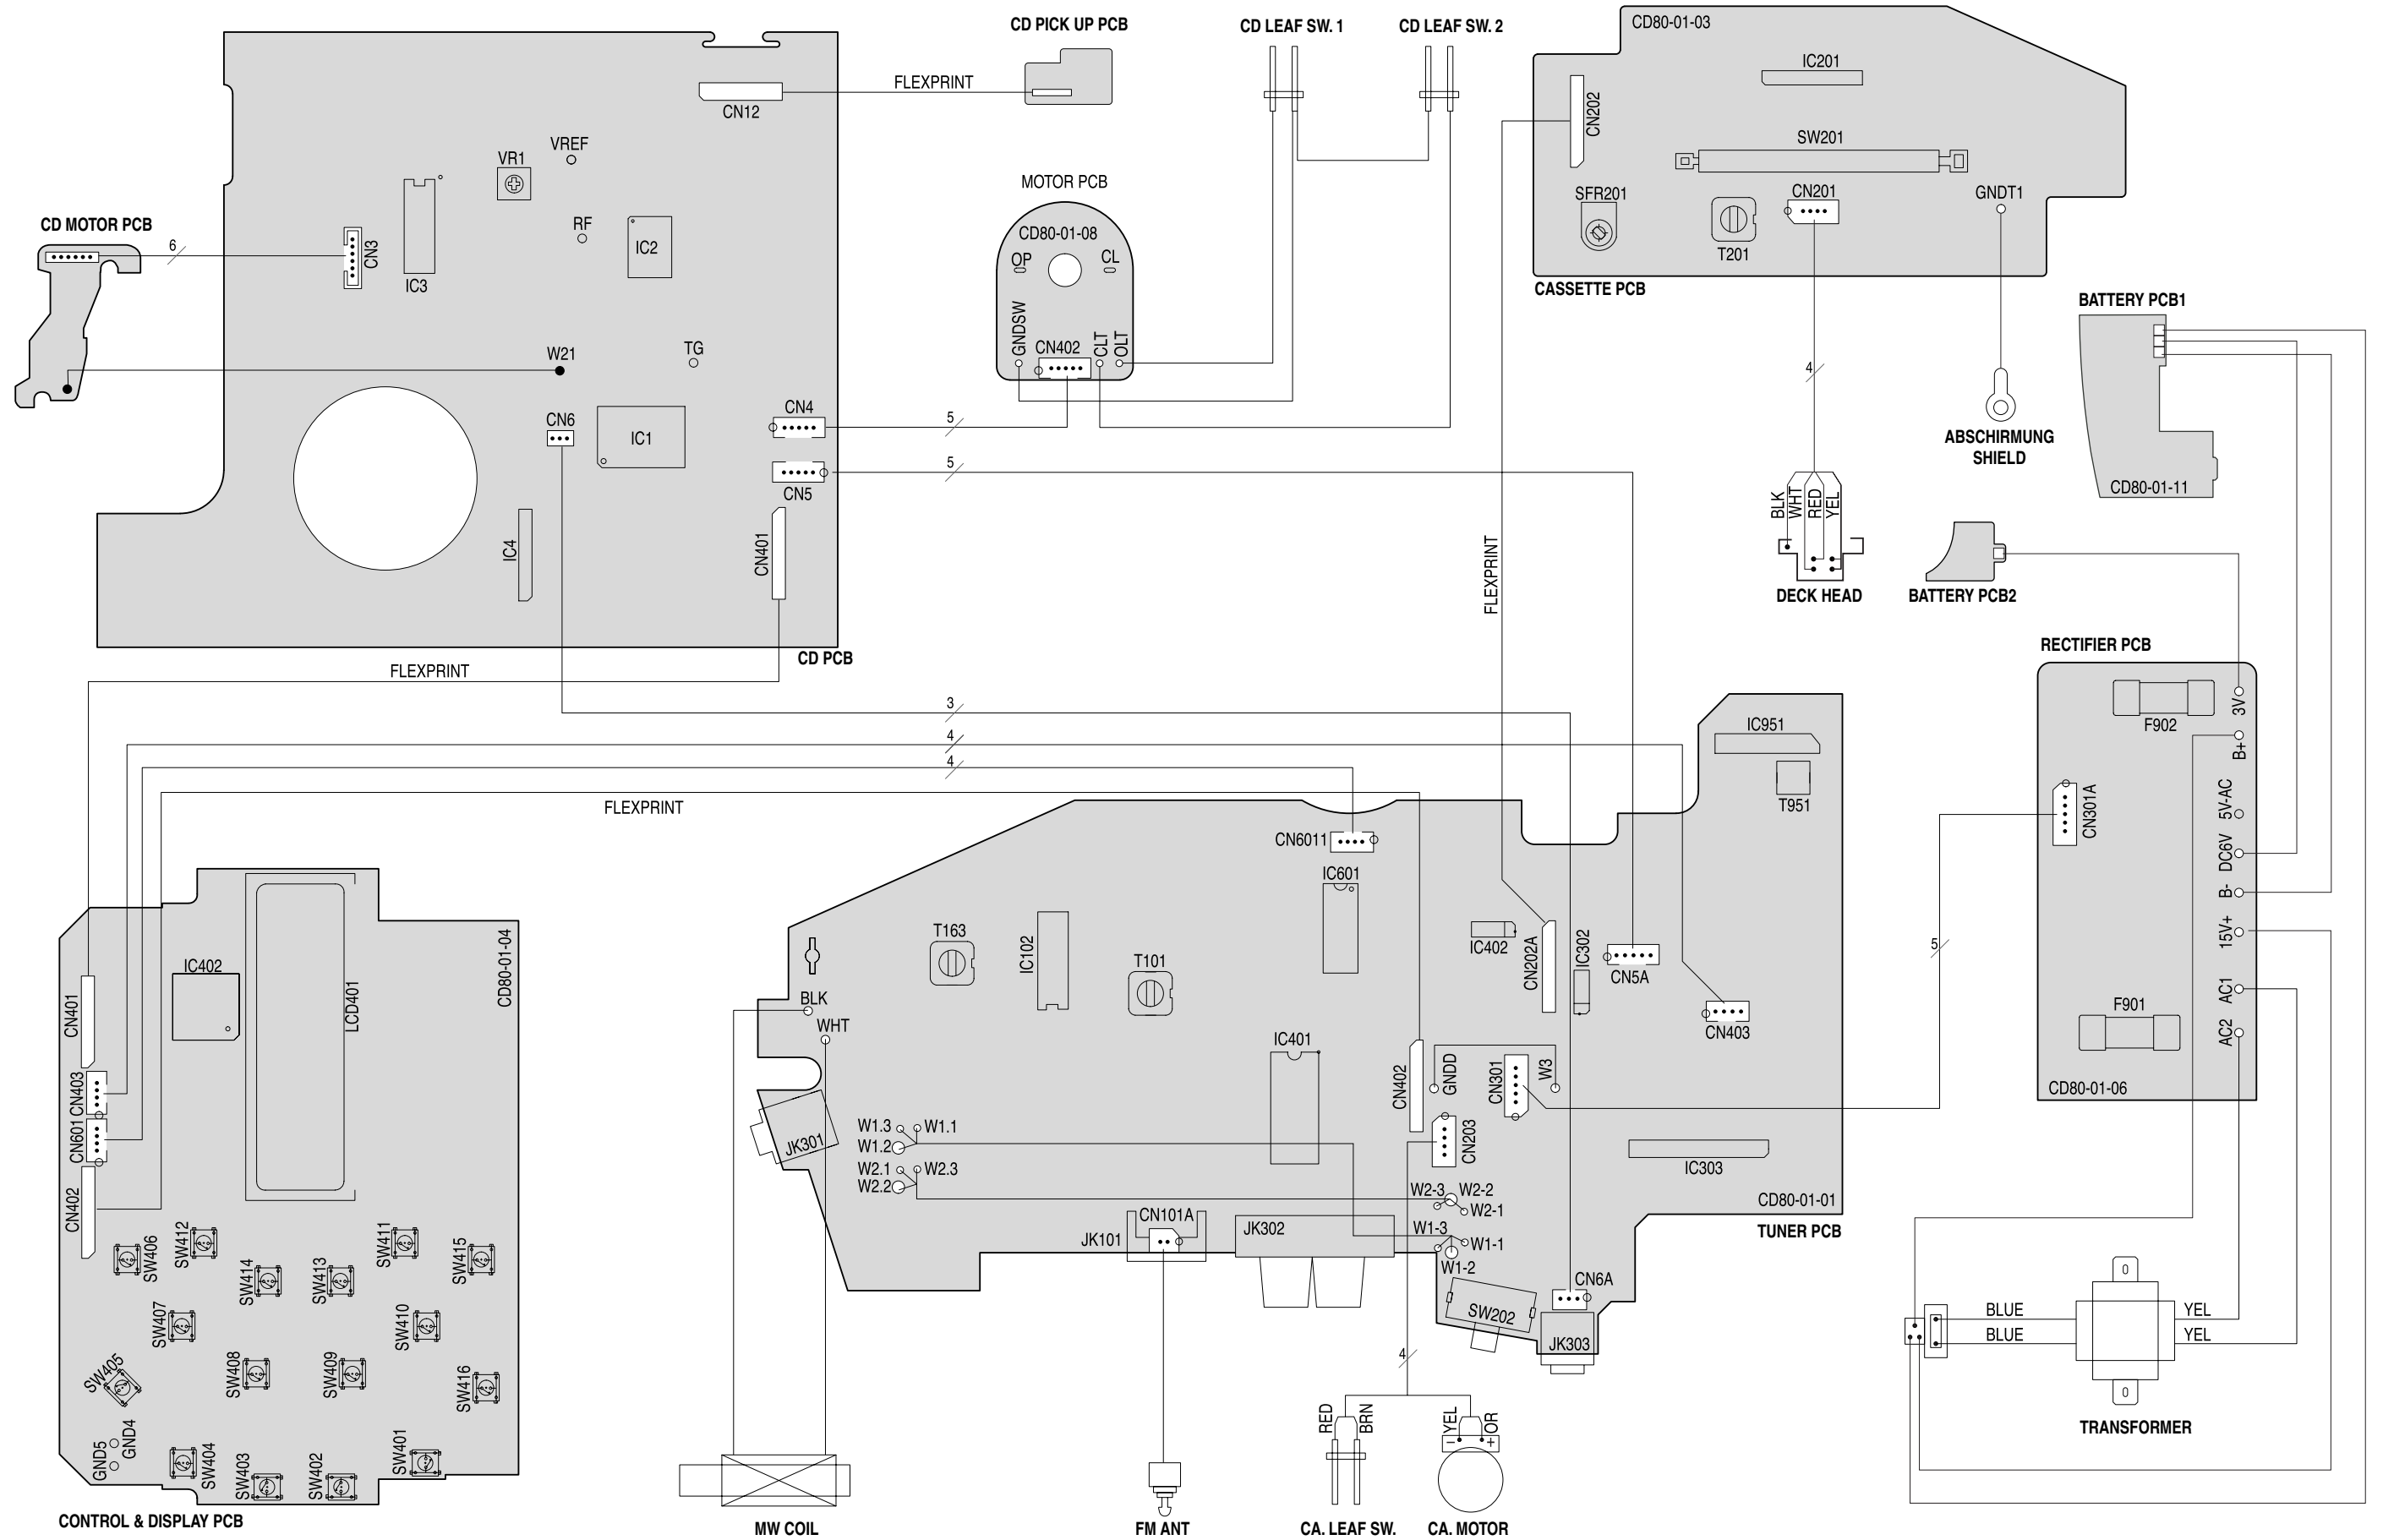 CD PICK UP PCB
CD LEAF SW. 1
CD LEAF SW. 2
CD80-01-03
IC201
FLEXPRINT
CN12
CN202
SW201
VREF
VR1
MOTOR PCB
CN201
GNDT1
SFR201
CD MOTOR PCB
6
CN3
RF
IC2
CD80-01-08
OP
CL
T201
IC3
CASSETTE PCB
BATTERY PCB1
GNDSW
CN402
CLT
OLT
W21
TG
4
CN6
CN4
5
IC1
ABSCHIRMUNG
SHIELD
5
CN5
CD80-01-11
BLK
WHT
RED
YEL
IC4
CN401
FLEXPRINT
DECK HEAD
BATTERY PCB2
CD PCB
RECTIFIER PCB
FLEXPRINT
3
3V
F902
IC951
4
B+
4
T951
5V-AC
CN301A
FLEXPRINT
CN6011
DC6V
IC601
B-
T163
IC102
IC402
CN202A
IC302
15V+
CD80-01-04
5
IC402
T101
CN5A
LCD401
BLK
AC1
F901
CN401
WHT
CN403
AC2
IC401
CN403
CN402
GNDD
CN301
W3
CD80-01-06
W1.3
W1.1
CN601
JK301
W1.2
CN203
W2.1
W2.3
IC303
W2.2
W2-3
W2-2
CD80-01-01
CN402
W2-1
CN101A
JK302
W1-3
TUNER PCB
SW406
SW412
SW411
SW415
JK101
W1-1
W1-2
SW414
SW413
CN6A
0
SW407
SW410
SW202
BLUE
YEL
BLUE
YEL
JK303
4
SW405
SW408
SW409
SW416
0
RED
BRN
YEL
OR
TRANSFORMER
GND5
GND4
SW404
SW403
SW402
SW401
−
+
CONTROL & DISPLAY PCB
MW COIL
FM ANT
CA. LEAF SW.
CA. MOTOR